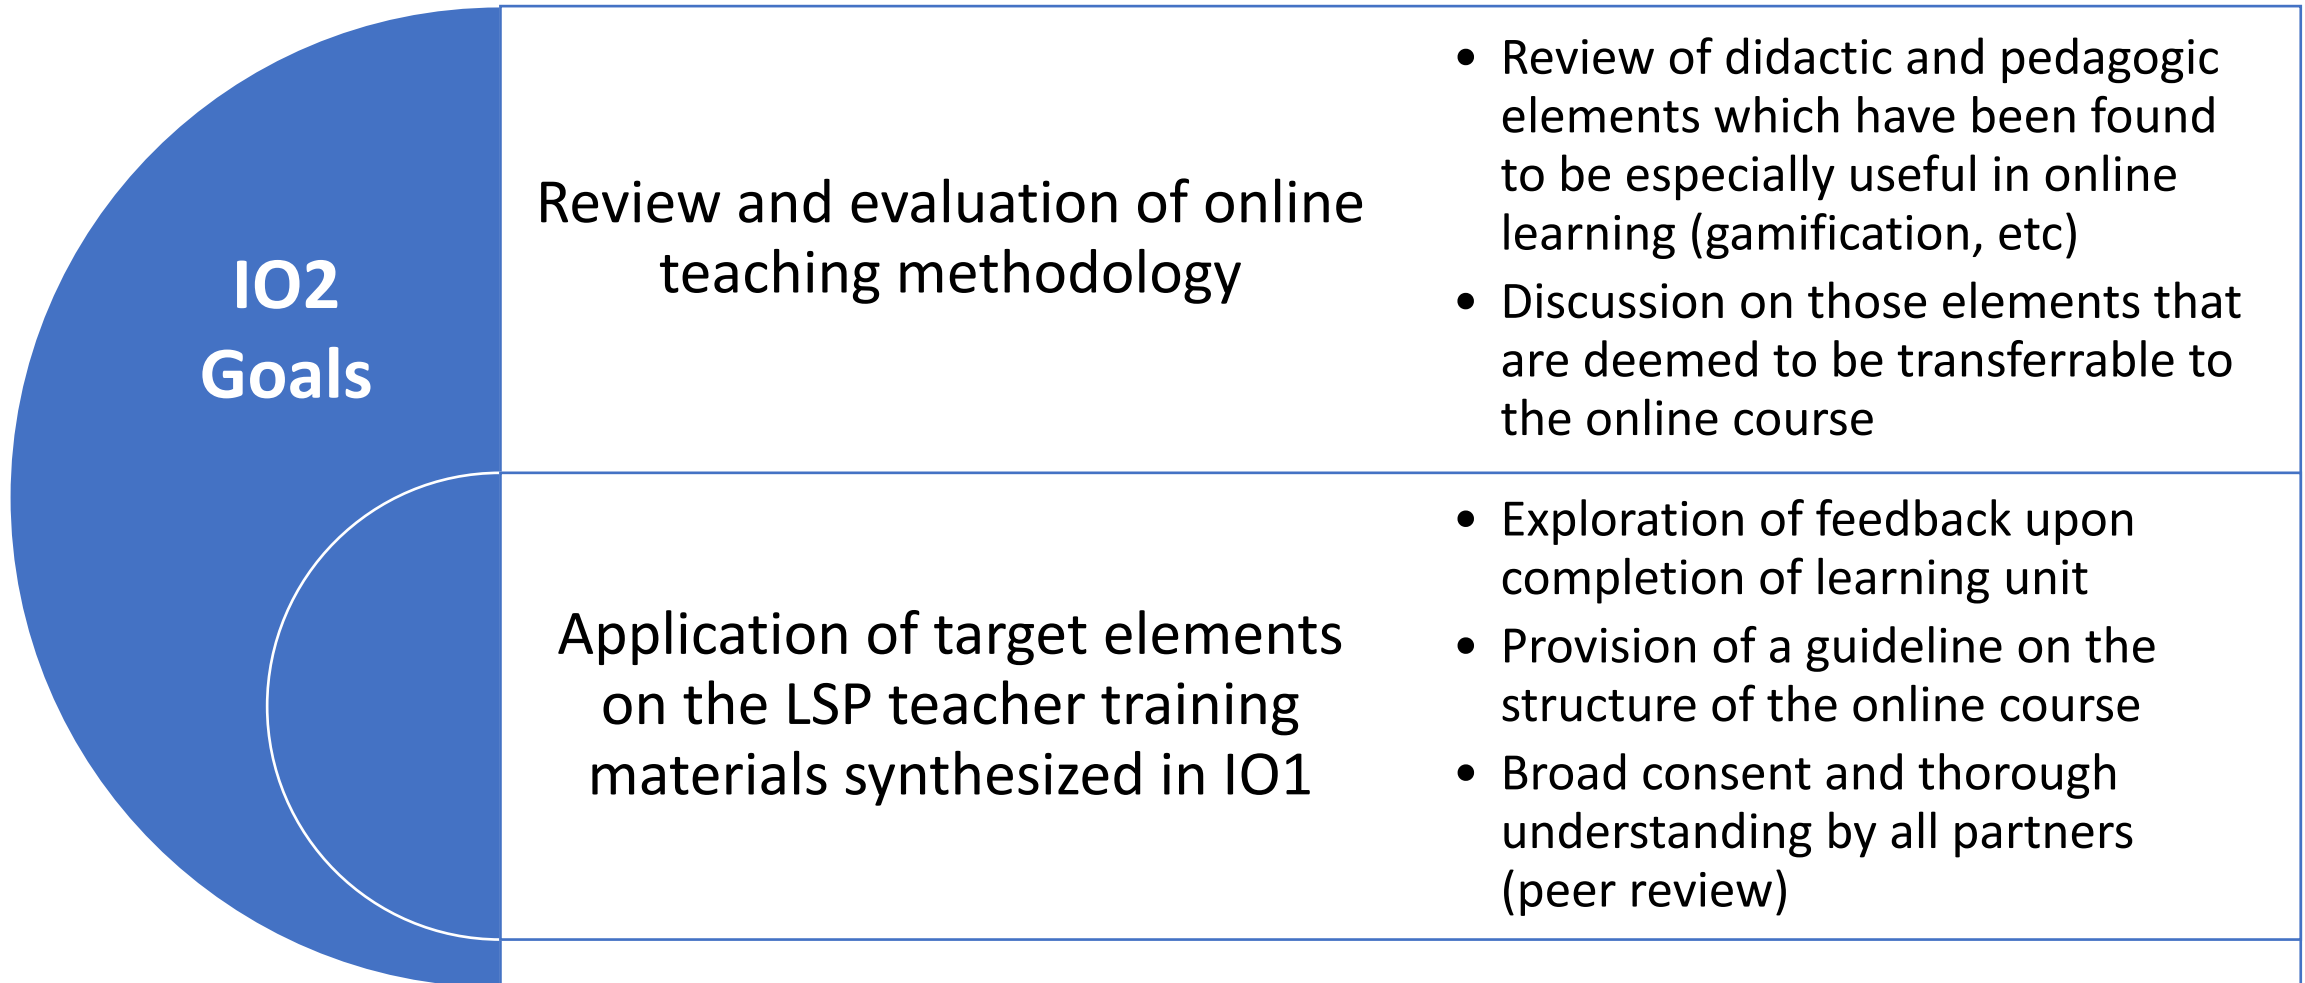 IO2
Goals
Review and evaluation of online
teaching methodology
• Review of didactic and pedagogic
elements which have been found
to be especially useful in online
learning (gamification, etc)
• Discussion on those elements that
are deemed to be transferrable to
the online course
Application of target elements
on the LSP teacher training
materials synthesized in IO1
• Exploration of feedback upon
completion of learning unit
• Provision of a guideline on the
structure of the online course
• Broad consent and thorough
understanding by all partners
(peer review)